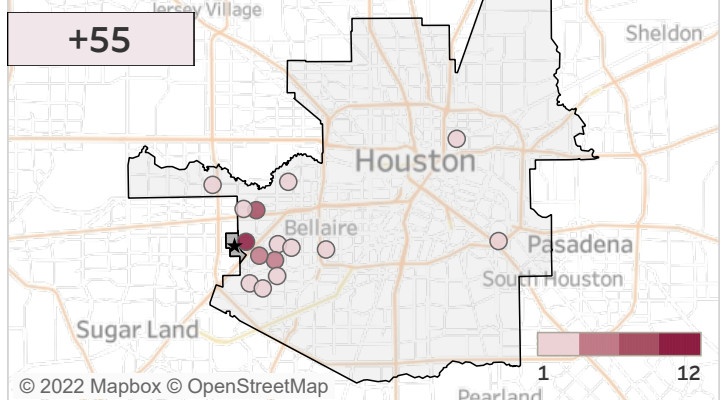 Jersey Village
+55
Sheldon
Houston
Bellaire
Pasadena
South Houston
Sugar Land
1 12
© 2022 Mapbox © OpenStreetMap
Pearland